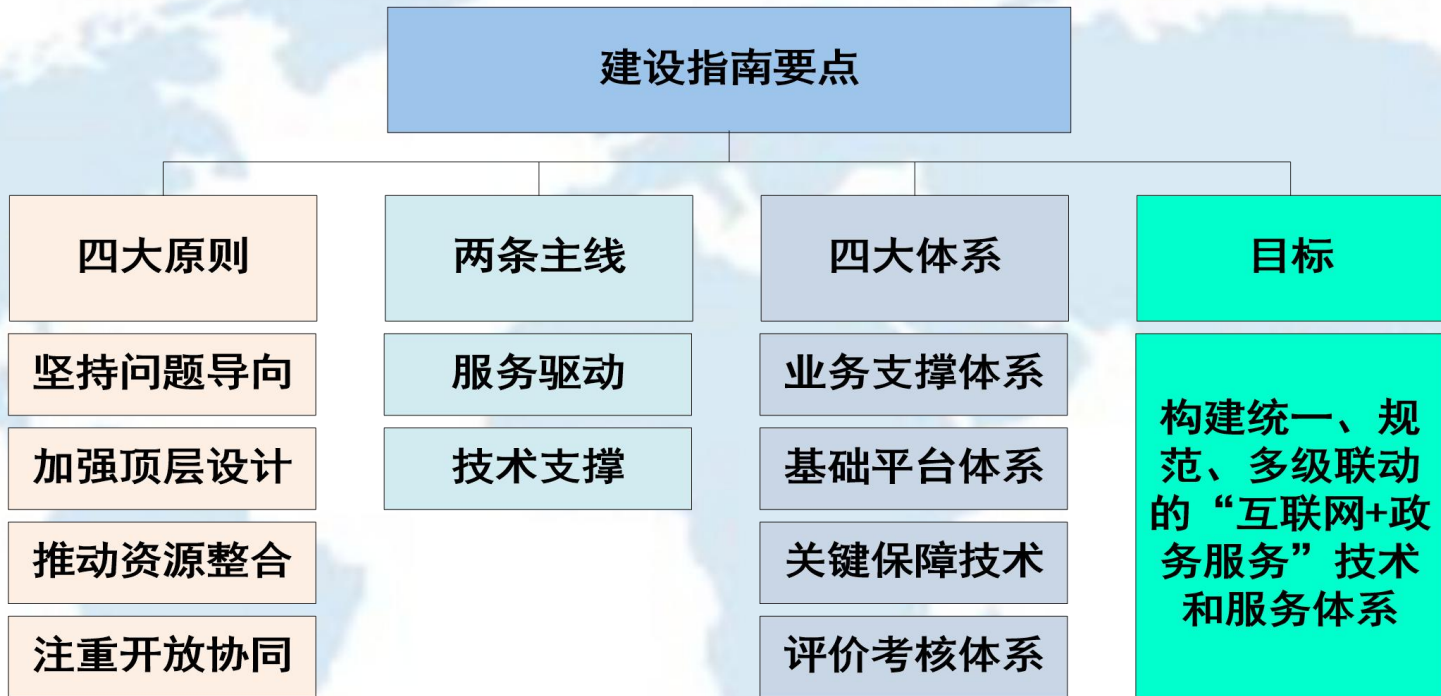 建设指南要点
四大原则
坚持问题导向
加强顶层设计
推动资源整合
注重开放协同
两条主线
服务驱动
技术支撑
四大体系
业务支撑体系
基础平台体系
关键保障技术
评价考核体系
目标
构建统一、规
范、多级联动
的“互联网+政
务服务”技术
和服务体系